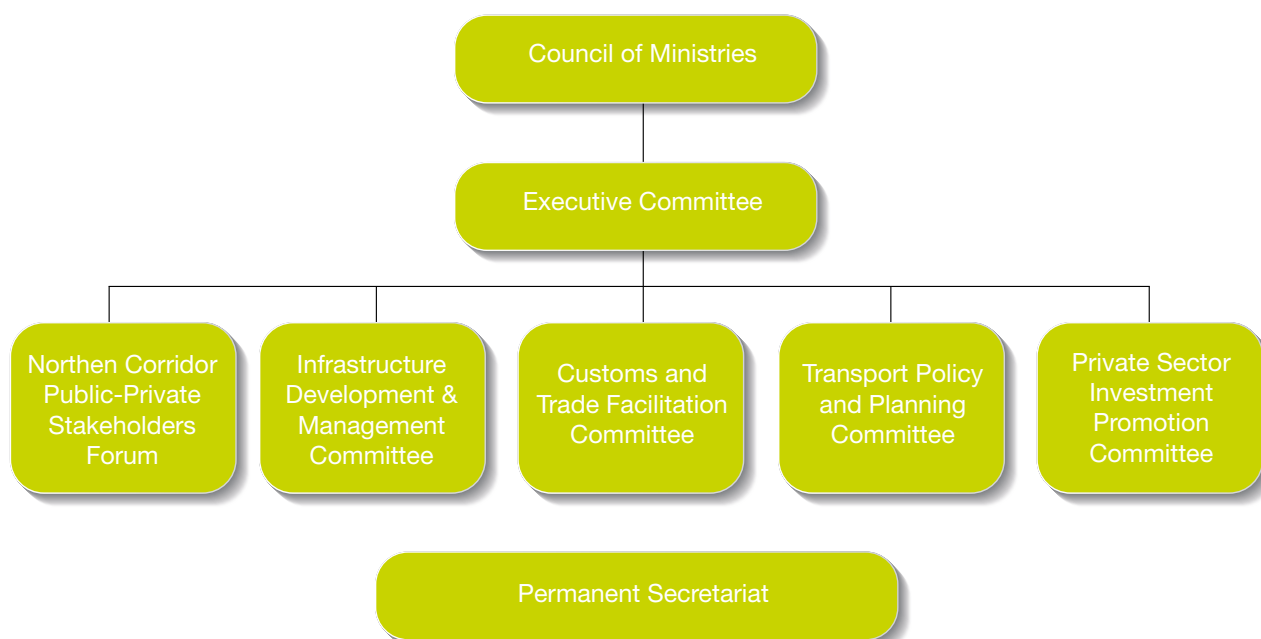 Council of Ministries
Executive Committee
Northen Corridor
Public-Private
Stakeholders
Forum
Infrastructure
Development &
Management
Committee
Customs and
Trade Facilitation
Committee
Transport Policy
and Planning
Committee
Private Sector
Investment
Promotion
Committee
Permanent Secretariat